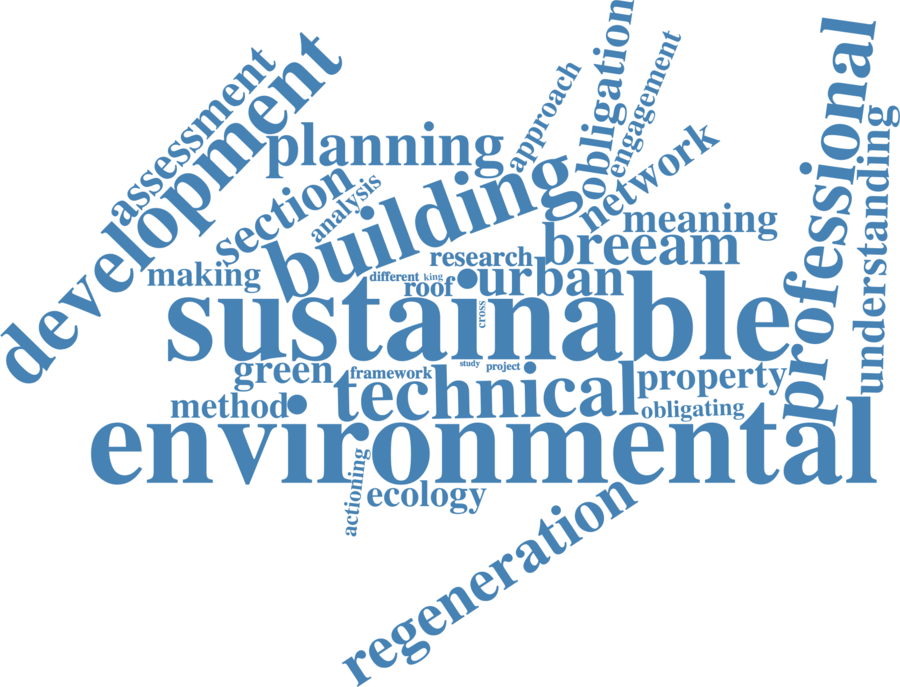 assessment
development
planning
approach
obligation
engagement
professional
understanding
section
analysis
building
network
meaning
making
research
breeam
different
king
roof
urban
sustainable
cross
green
framework
study
project
technical
property
method
obligating
environmental
actioning
ecology
regeneration